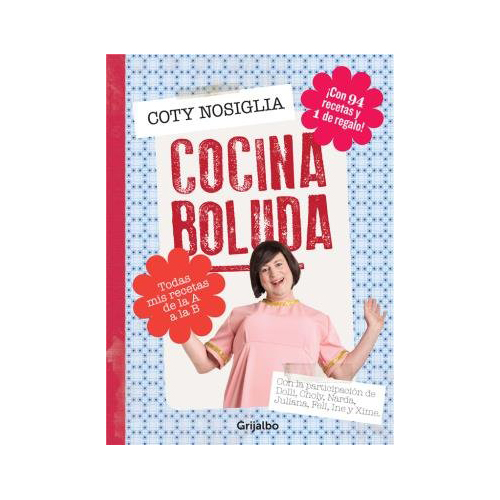 COTY NOSIGLIA
¡Con 94
recetas y
1 de regalo!
COCINA
BOLUDA
Todas
mis recetas
de la A
a la B
Con la participación de
Dolli, Choly, Narda,
Juliana, Feli, Ine y Xime.
Grijalbo